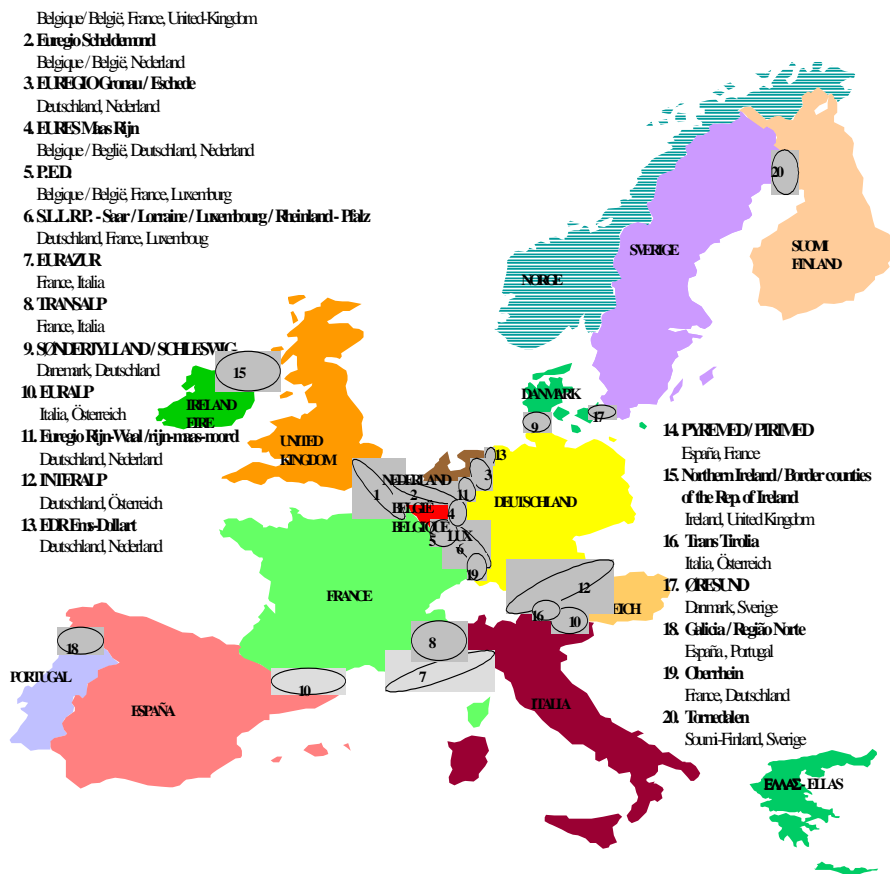 Belgique/ België, France, United-Kingdom
2. Euregio Scheldemond
Belgique / België, Nederland
3. EUREGIO Gronau / Eschede
Deutschland, Nederland
4. EURES Maas Rijn
Belgique / Beglië, Deutschland, Nederland
5. P.E.D.
Belgique / België, France, Luxemburg
6. S.L.L.R.P. - Saar / Lorraine / Luxembourg / Rheinland - Pfalz
Deutschland, France, Luxemboug
7. EURAZUR
France, Italia
8. TRANSALP
France, Italia
9. SØNDERJYLLAND / SCHLESWIG
Danemark, Deutschland
10. EURALP
Italia, Österreich
11. Euregio Rijn-Waal / rijn-maas-noord
Deutschland, Nederland
12. INTERALP
Deutschland, Österreich
13. EDR Ems-Dollart
Deutschland, Nederland
14. PYREMED / PIRIMED
España, France
15. Northern Ireland / Border counties
of the Rep. of Ireland
Ireland, United Kingdom
16. Trans Tirolia
Italia, Österreich
17. ØRESUND
Danmark, Sverige
18. Galicia / Região Norte
España , Portugal
19. Oberrhein
France, Deutschland
20. Tornedalen
Soumi-Finland, Sverige
20
SUOMI
FINLAND
SVERIGE
NORGE
15
IRELAND
EIRE
DANMARK
17
9
UNITED
KINGDOM
13
NEDERLAND
3
1
2
11
DEUTSCHLAND
BELGIË
4
BELGIQUE
5
LUX
6
19
FRANCE
12
EICH
16
10
18
8
PORTUGAL
7
10
ESPAÑA
ITALIA
ΕΛΛΑΣ - ELLAS